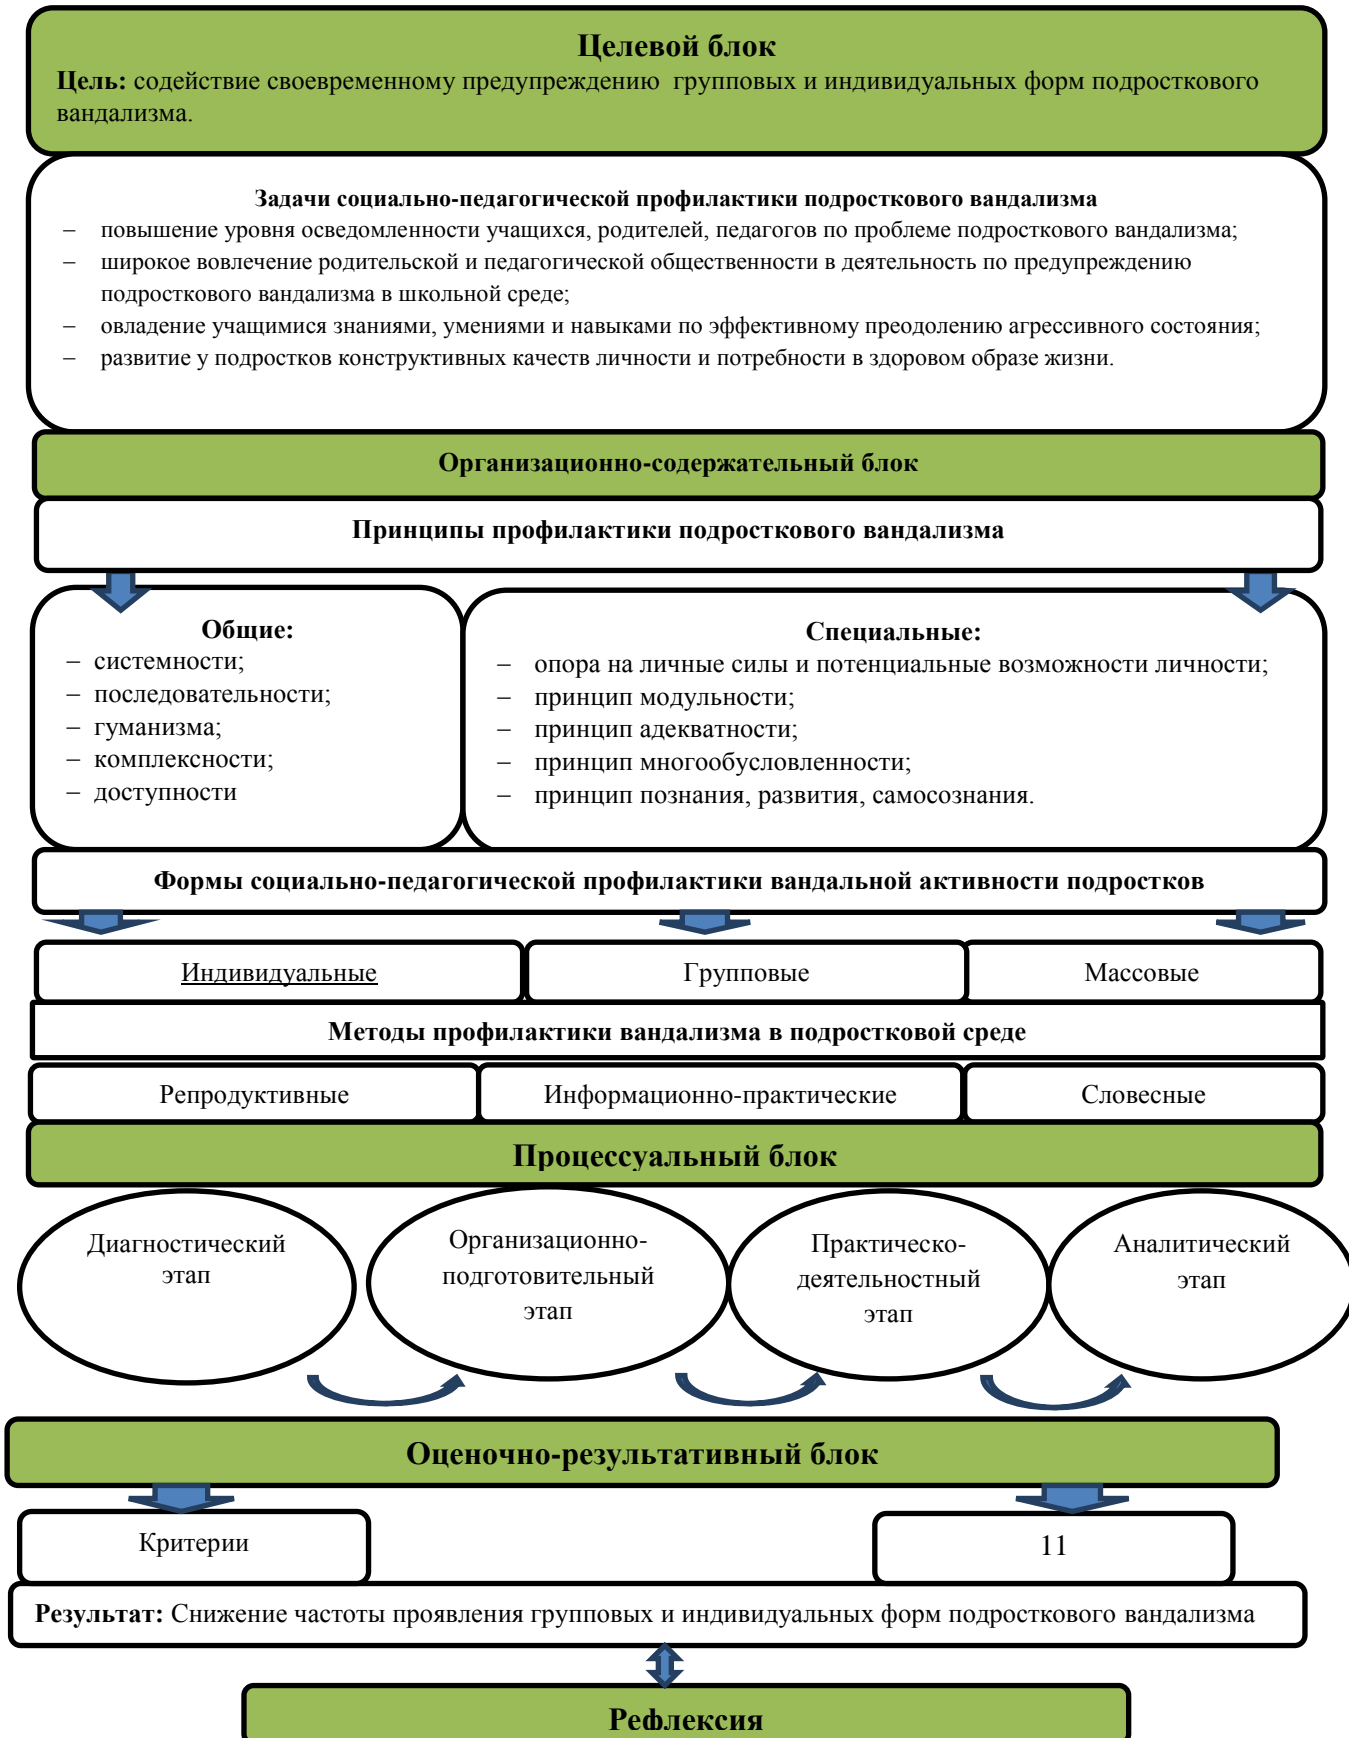 Целевой блок
Цель: содействие своевременному предупреждению групповых и индивидуальных форм подросткового
вандализма.
Задачи социально-педагогической профилактики подросткового вандализма
– повышение уровня осведомленности учащихся, родителей, педагогов по проблеме подросткового вандализма;
– широкое вовлечение родительской и педагогической общественности в деятельность по предупреждению
подросткового вандализма в школьной среде;
– овладение учащимися знаниями, умениями и навыками по эффективному преодолению агрессивного состояния;
– развитие у подростков конструктивных качеств личности и потребности в здоровом образе жизни.
Организационно-содержательный блок
Принципы профилактики подросткового вандализма
Общие:
– системности;
– последовательности;
– гуманизма;
– комплексности;
– доступности
Специальные:
– опора на личные силы и потенциальные возможности личности;
– принцип модульности;
– принцип адекватности;
– принцип многообусловленности;
– принцип познания, развития, самосознания.
Формы социально-педагогической профилактики вандальной активности подростков
Индивидуальные
Групповые
Массовые
Методы профилактики вандализма в подростковой среде
Репродуктивные
Информационно-практические
Словесные
Процессуальный блок
Диагностический
этап
Организационно-
подготовительный
этап
Практическо-
деятельностный
этап
Аналитический
этап
Оценочно-результативный блок
Критерии
11
Результат: Снижение частоты проявления групповых и индивидуальных форм подросткового вандализма
Рефлексия